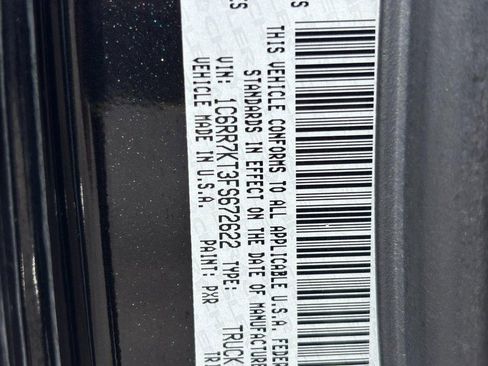 THIS VEHICLE CONFORMS TO ALL APPLICABLE U.S.A. FEDER
STANDARDS IN EFFECT ON THE DATE OF MANUFACTURE
VIN: 1C6RR7KT3FS672622 TYPE: TRUCK
VEHICLE MADE IN U.S.A. PAINT: PXR TRI